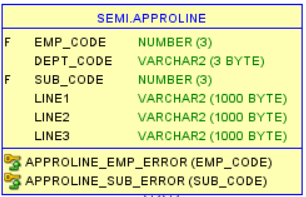 SEMI.APPROLINE
F EMP_CODE NUMBER (3)
DEPT_CODE VARCHAR2 (3 BYTE)
F SUB_CODE NUMBER (3)
LINE1 VARCHAR2 (1000 BYTE)
LINE2 VARCHAR2 (1000 BYTE)
LINE3 VARCHAR2 (1000 BYTE)
APPROLINE_EMP_ERROR (EMP_CODE)
APPROLINE_SUB_ERROR (SUB_CODE)